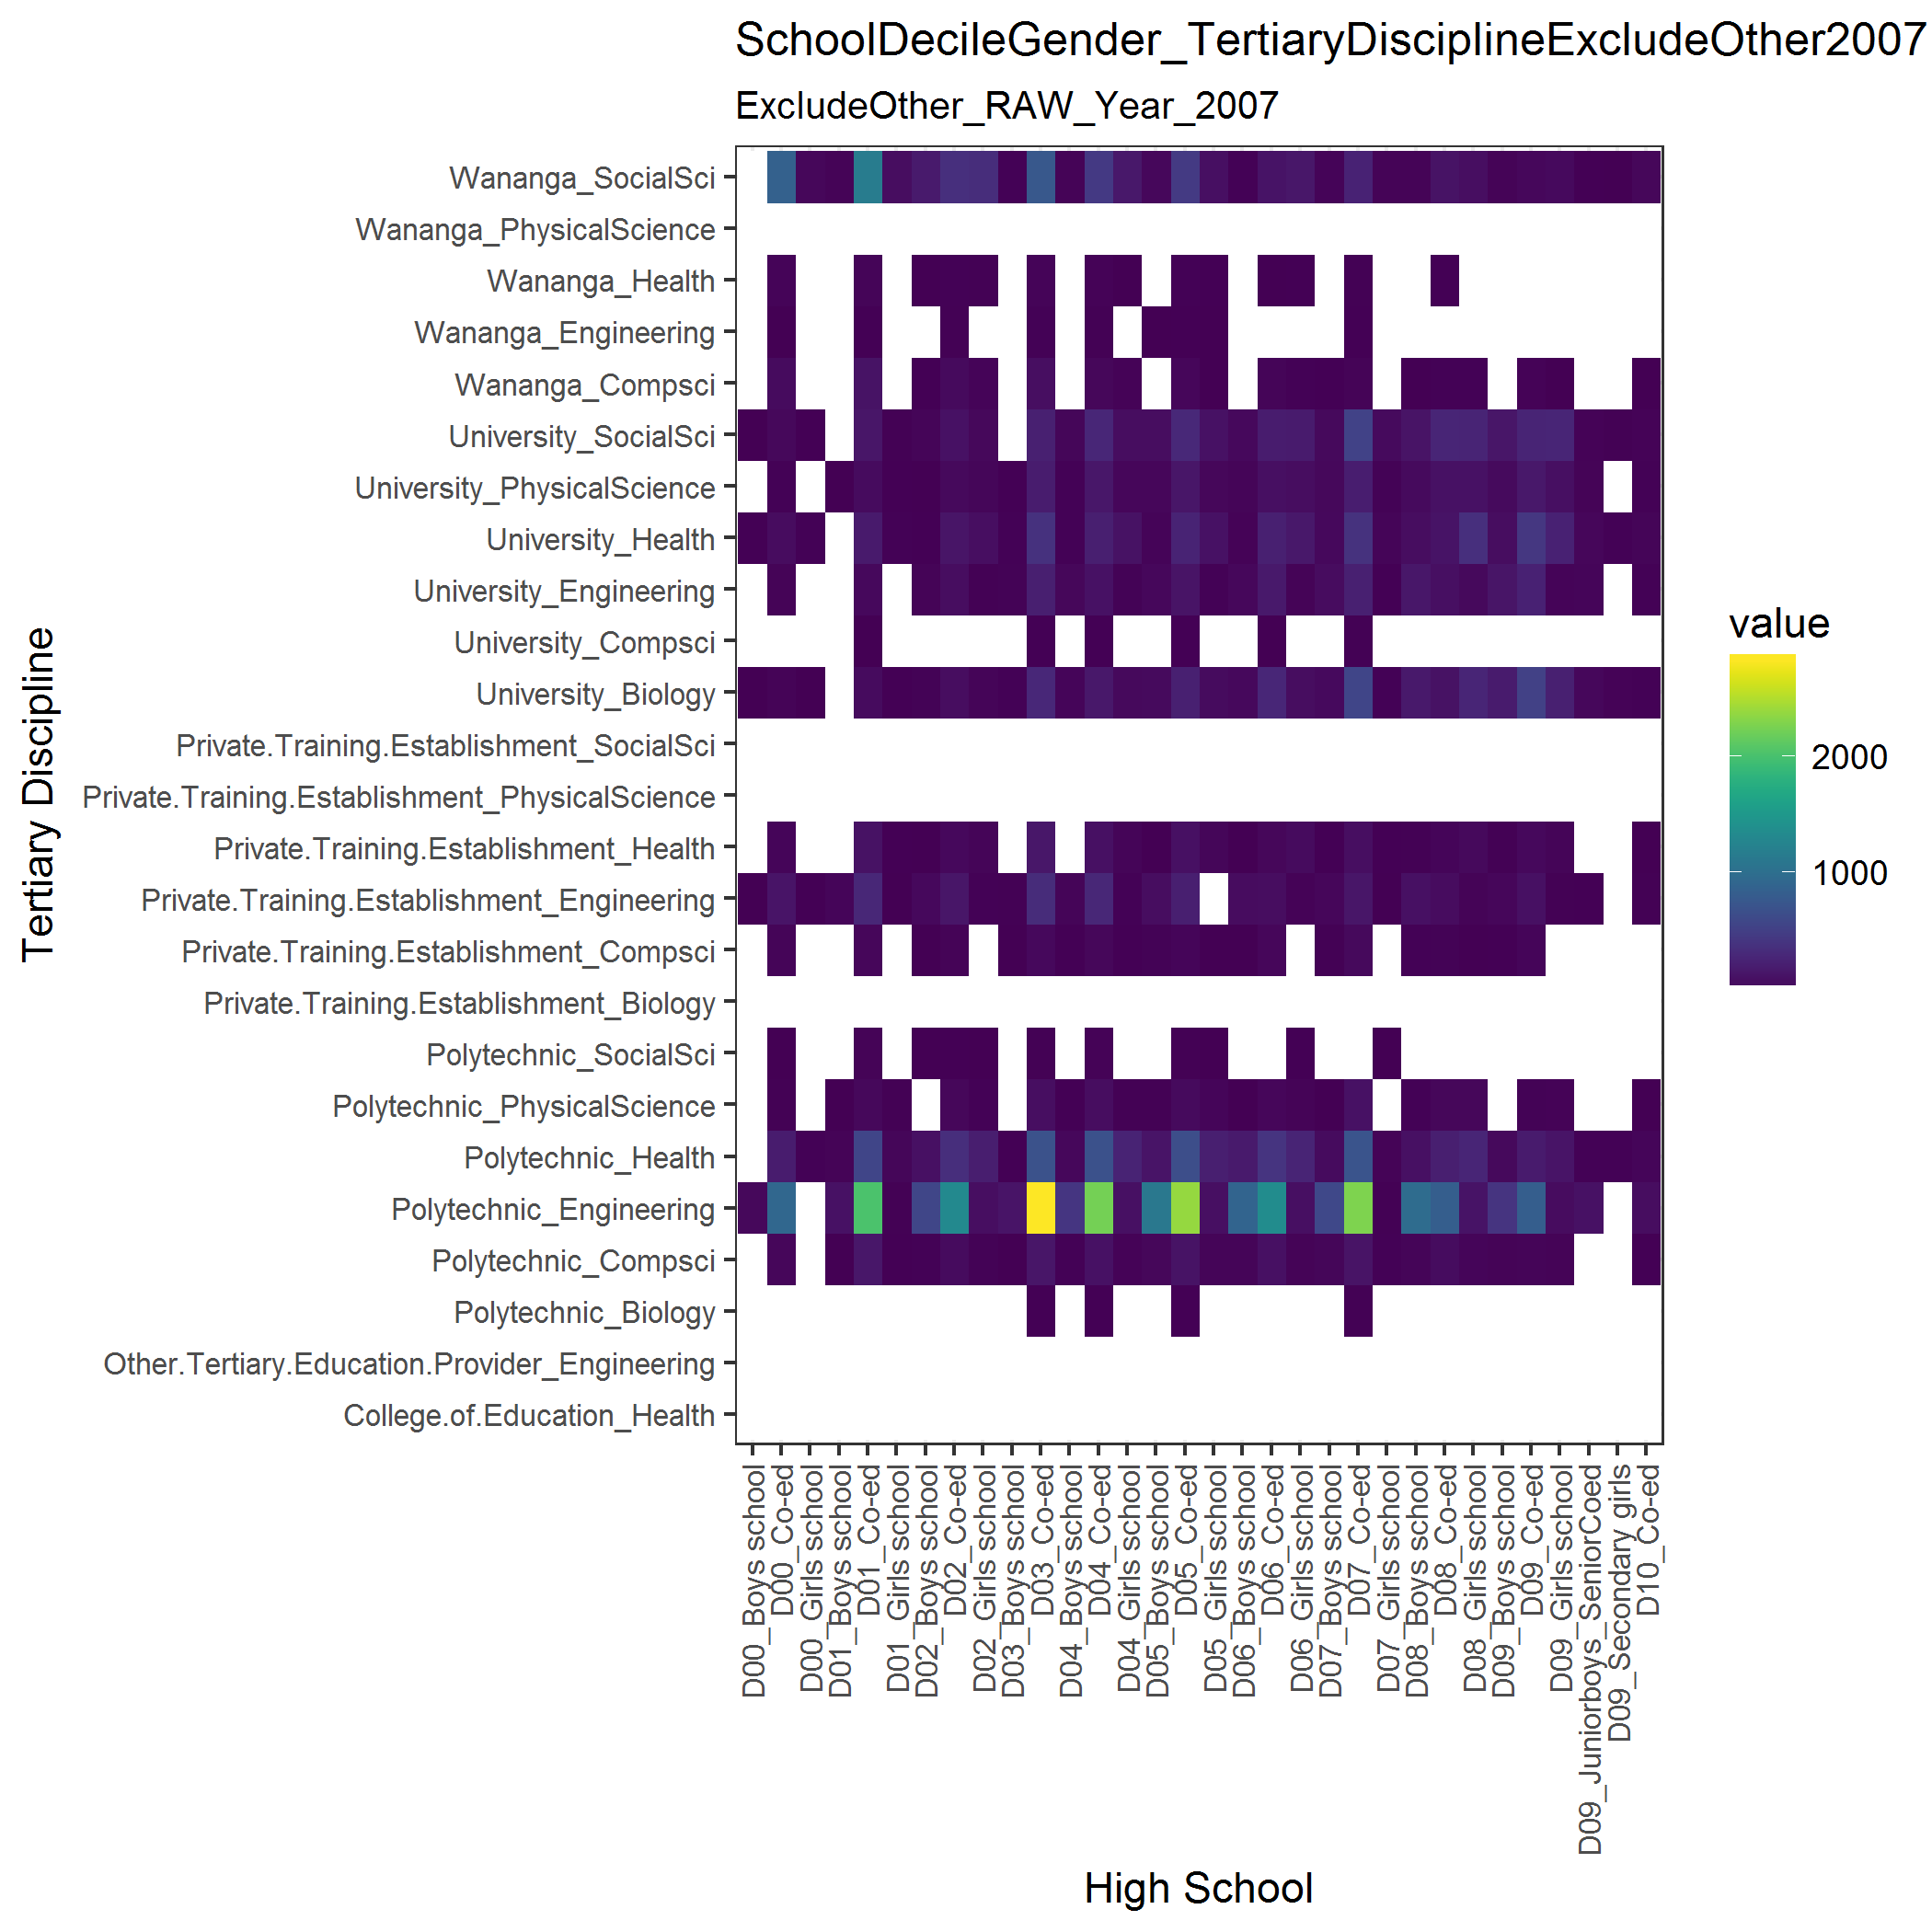 SchoolDecileGender_TertiaryDisciplineExcludeOther2007
ExcludeOther_RAW_Year_2007
Tertiary Discipline
Wananga_SocialSci
Wananga_PhysicalScience
Wananga_Health
Wananga_Engineering
Wananga_Compsci
University_SocialSci
University_PhysicalScience
University_Health
University_Engineering
University_Compsci
University_Biology
Private.Training.Establishment_SocialSci
Private.Training.Establishment_PhysicalScience
Private.Training.Establishment_Health
Private.Training.Establishment_Engineering
Private.Training.Establishment_Compsci
Private.Training.Establishment_Biology
Polytechnic_SocialSci
Polytechnic_PhysicalScience
Polytechnic_Health
Polytechnic_Engineering
Polytechnic_Compsci
Polytechnic_Biology
Other.Tertiary.Education.Provider_Engineering
College.of.Education_Health
D00_Boys school
D00_Co-ed
D00_Girls school
D01_Boys school
D01_Co-ed
D01_Girls school
D02_Boys school
D02_Co-ed
D02_Girls school
D03_Boys school
D03_Co-ed
D04_Boys school
D04_Co-ed
D04_Girls school
D05_Boys school
D05_Co-ed
D05_Girls school
D06_Boys school
D06_Co-ed
D06_Girls school
D07_Boys school
D07_Co-ed
D07_Girls school
D08_Boys school
D08_Co-ed
D08_Girls school
D09_Boys school
D09_Co-ed
D09_Girls school
D09_Juniorboys_SeniorCoed
D09_Secondary girls
D10_Co-ed
High School
value
2000
1000